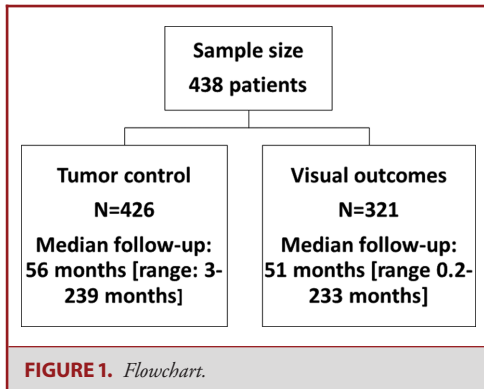 Sample size
438 patients
Tumor control
N=426
Median follow-up:
56 months [range: 3-
239 months]
Visual outcomes
N=321
Median follow-up:
51 months [range 0.2-
233 months]
FIGURE 1. Flowchart.